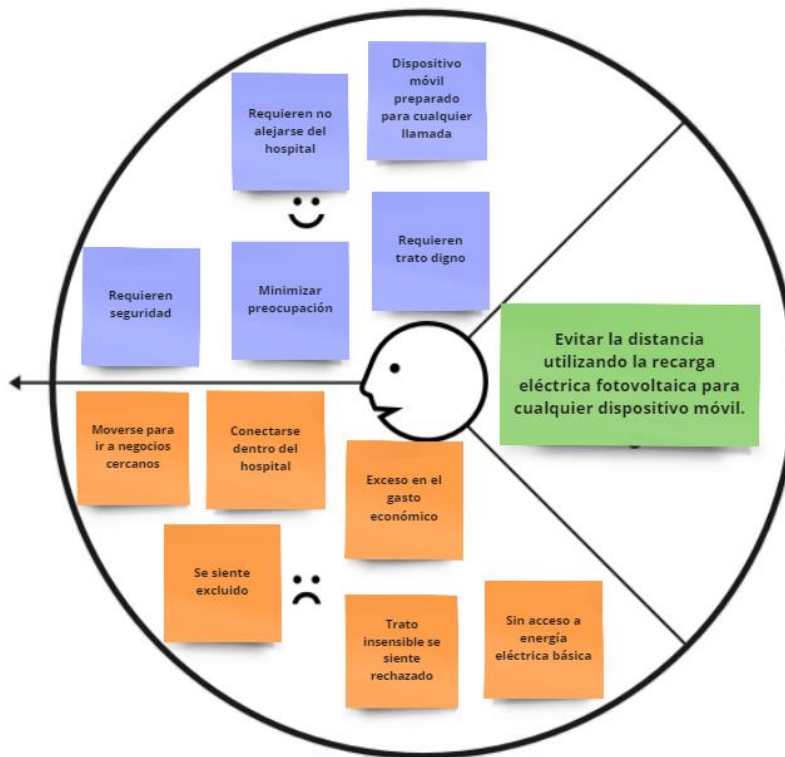 Dispositivo
móvil
preparado
para cualquier
llamada
Requieren no
alejarse del
hospital
Requieren
trato digno
Requieren
seguridad
Minimizar
preocupación
Evitar la distancia
utilizando la recarga
eléctrica fotovoltaica para
cualquier dispositivo móvil.
Moverse para
ir a negocios
cercanos
Conectarse
dentro del
hospital
Exceso en el
gasto
económico
Se siente
excluido
Trato
insensible se
siente
rechazado
Sin acceso a
energía
eléctrica básica